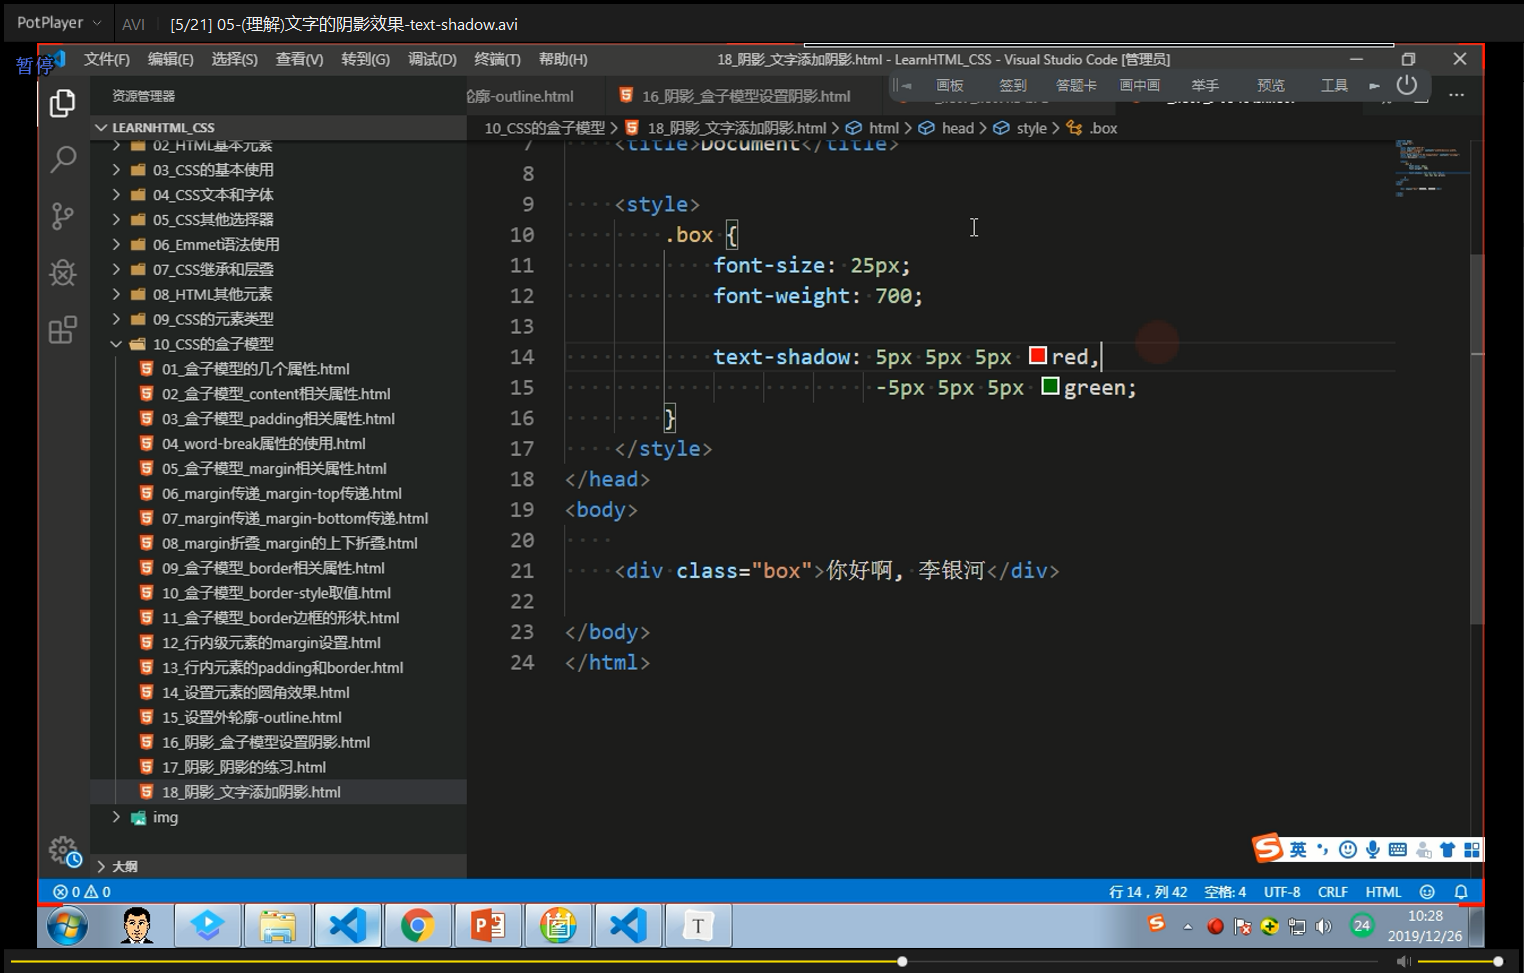 PotPlayer AVI [5/21] 05-(理解)文字的阴影效果-text-shadow.avi
暂停
文件(F) 编辑(E) 选择(S) 查看(V) 转到(G) 调试(D) 终端(T) 帮助(H) 18_阴影_文字添加阴影.html - LearnHTML_CSS - Visual Studio Code [管理员]
画板 签到 答题卡 画中画 举手 预览 工具
资源管理器
轮廓-outline.html 16_阴影_盒子模型设置阴影.html
LEARNHTML_CSS
10_CSS的盒子模型 18_阴影_文字添加阴影.html html head style .box
02_HTML基本元素
03_CSS的基本使用
04_CSS文本和字体
05_CSS其他选择器
06_Emmet语法使用
07_CSS继承和层叠
08_HTML其他元素
09_CSS的元素类型
10_CSS的盒子模型
01_盒子模型的几个属性.html
02_盒子模型_content相关属性.html
03_盒子模型_padding相关属性.html
04_word-break属性的使用.html
05_盒子模型_margin相关属性.html
06_margin传递_margin-top传递.html
07_margin传递_margin-bottom传递.html
08_margin折叠_margin的上下折叠.html
09_盒子模型_border相关属性.html
10_盒子模型_border-style取值.html
11_盒子模型_border边框的形状.html
12_行内级元素的margin设置.html
13_行内元素的padding和border.html
14_设置元素的圆角效果.html
15_设置外轮廓-outline.html
16_阴影_盒子模型设置阴影.html
17_阴影_阴影的练习.html
18_阴影_文字添加阴影.html
img
大纲
7 <title>Document</title>
8
9 <style>
10 .box {
11 font-size: 25px;
12 font-weight: 700;
13
14 text-shadow: 5px 5px 5px red,
15 -5px 5px 5px green;
16 }
17 </style>
18 </head>
19 <body>
20
21 <div class="box">你好啊, 李银河</div>
22
23 </body>
24 </html>
英
0 0 行 14，列 42 空格: 4 UTF-8 CRLF HTML
T 24 10:28
2019/12/26